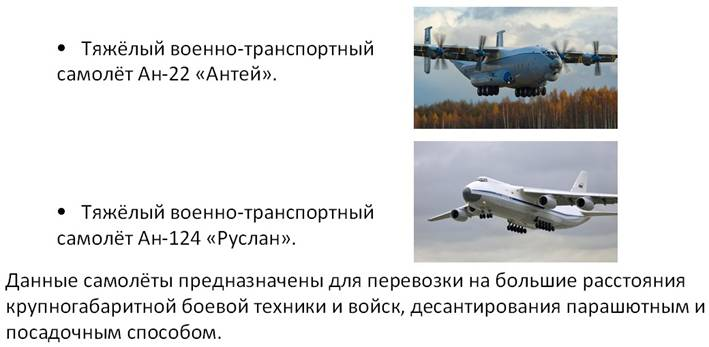 • Тяжёлый военно-транспортный
самолёт Ан-22 «Антей».
• Тяжёлый военно-транспортный
самолёт Ан-124 «Руслан».
Данные самолёты предназначены для перевозки на большие расстояния
крупногабаритной боевой техники и войск, десантирования парашютным и
посадочным способом.